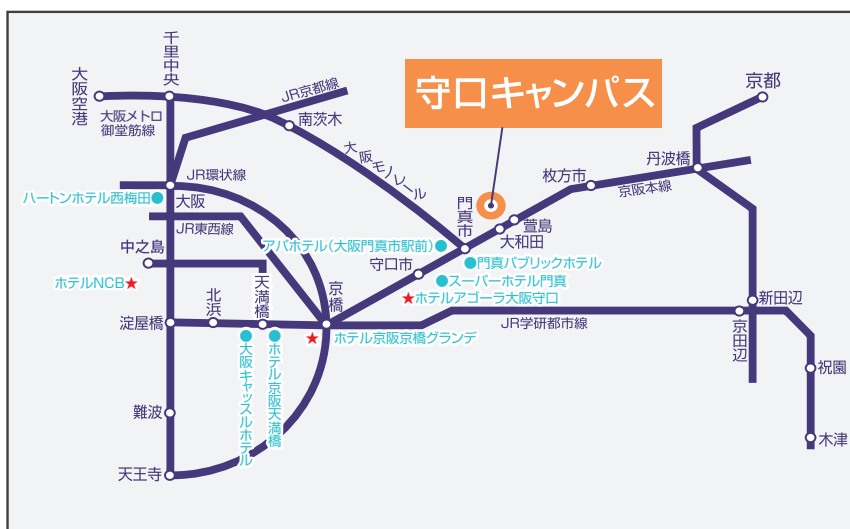 千里中央
大阪空港
大阪メトロ
御堂筋線
JR京都線
南茨木
大阪モノレール
守口キャンパス
京都
丹波橋
枚方市
京阪本線
門真市
萱島
大和田
JR環状線
ハートンホテル西梅田●
大阪
JR東西線
アパホテル(大阪門真市駅前)●
●門真パブリックホテル
守口市
●スーパーホテル門真
★ホテルアゴーラ大阪守口
中之島
ホテルNCB★
天満橋
京橋
北浜
淀屋橋
★ホテル京阪京橋グランデ
JR学研都市線
新田辺
京田辺
祝園
木津
●大阪キャッスルホテル
●ホテル京阪天満橋
難波
天王寺